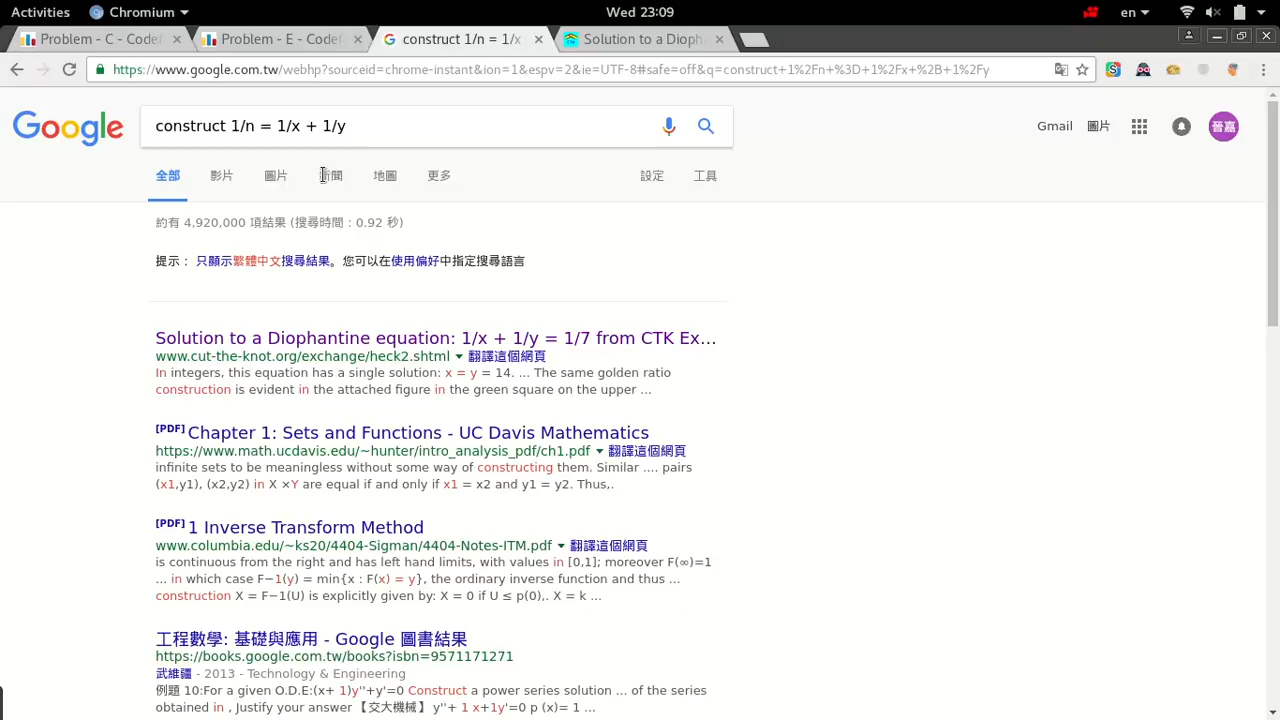 Activities Chromium Wed 23:09 en
Problem - C - Codef Problem - E - Codef construct 1/n = 1/x Solution to a Dioph
https://www.google.com.tw/webhp?sourceid=chrome-instant&ion=1&espv=2&ie=UTF-8#safe=off&q=construct+1%2Fn+%3D+1%2Fx+%2B+1%2Fy
Google construct 1/n = 1/x + 1/y Gmail 圖片 晉嘉
全部 影片 圖片 新聞 地圖 更多 設定 工具
約有 4,920,000 項結果 (搜尋時間:0.92 秒)
提示: 只顯示繁體中文搜尋結果。您可以在使用偏好中指定搜尋語言
Solution to a Diophantine equation: 1/x + 1/y = 1/7 from CTK Ex...
www.cut-the-knot.org/exchange/heck2.shtml 翻譯這個網頁
In integers, this equation has a single solution: x = y = 14. ... The same golden ratio
construction is evident in the attached figure in the green square on the upper ...
[PDF] Chapter 1: Sets and Functions - UC Davis Mathematics
https://www.math.ucdavis.edu/~hunter/intro_analysis_pdf/ch1.pdf 翻譯這個網頁
infinite sets to be meaningless without some way of constructing them. Similar .... pairs
(x1,y1), (x2,y2) in X ×Y are equal if and only if x1 = x2 and y1 = y2. Thus,.
[PDF] 1 Inverse Transform Method
www.columbia.edu/~ks20/4404-Sigman/4404-Notes-ITM.pdf 翻譯這個網頁
is continuous from the right and has left hand limits, with values in [0,1]; moreover F(∞)=1
... in which case F−1(y) = min{x : F(x) = y}, the ordinary inverse function and thus ...
construction X = F−1(U) is explicitly given by: X = 0 if U ≤ p(0),. X = k ...
工程數學: 基礎與應用 - Google 圖書結果
https://books.google.com.tw/books?isbn=9571171271
武維疆 - 2013 - Technology & Engineering
例題 10:For a given O.D.E:(x+ 1)y''+y'=0 Construct a power series solution ... of the series
obtained in , Justify your answer 【交大機械】 y''+ 1 x+1y'=0 p (x)= 1 ...